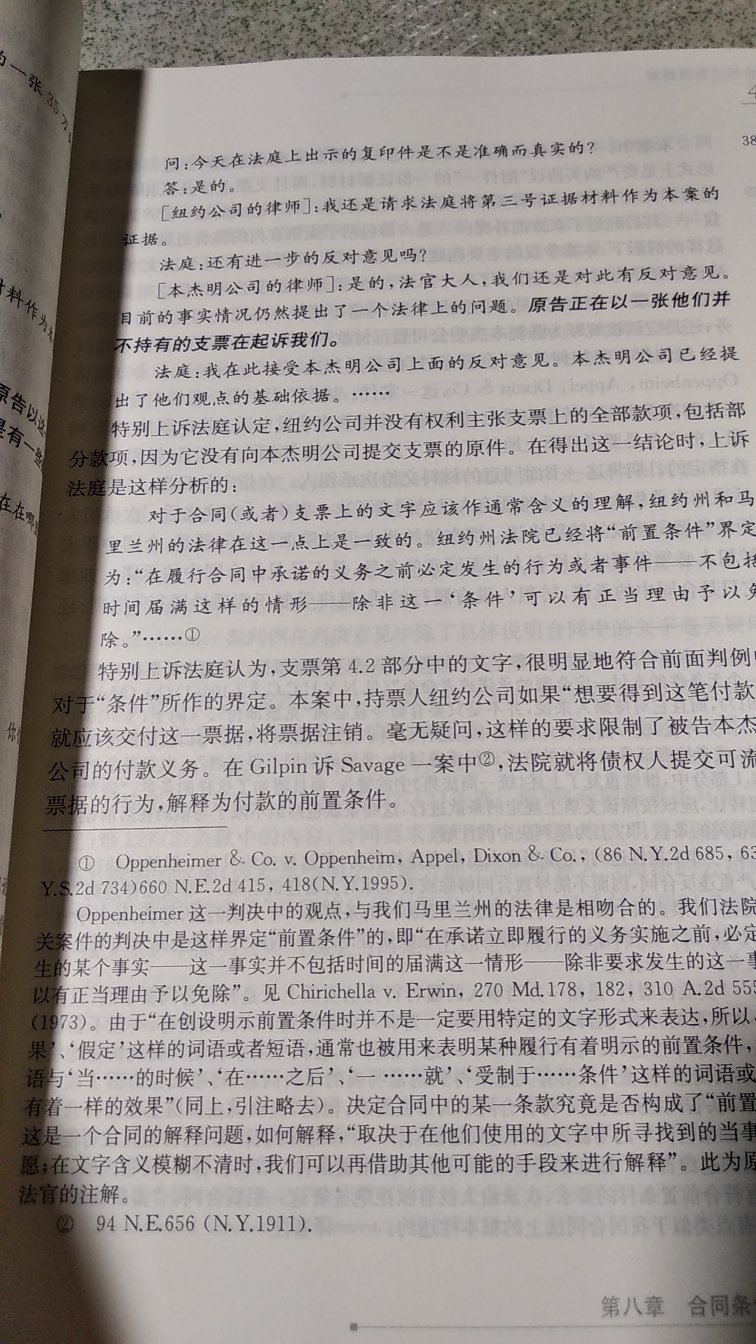 4
38
问:今天在法庭上出示的复印件是不是准确而真实的?
答:是的。
[纽约公司的律师]:我还是请求法庭将第三号证据材料作为本案的
证据。
法庭:还有进一步的反对意见吗?
[本杰明公司的律师]:是的,法官大人,我们还是对此有反对意见。
目前的事实情况仍然提出了一个法律上的问题。原告正在以一张他们并
不持有的支票在起诉我们。
法庭:我在此接受本杰明公司上面的反对意见。本杰明公司已经提
出了他们观点的基础依据。……
特别上诉法庭认定,纽约公司并没有权利主张支票上的全部款项,包括部
分款项,因为它没有向本杰明公司提交支票的原件。在得出这一结论时,上诉
法庭是这样分析的:
对于合同(或者)支票上的文字应该作通常含义的理解,纽约州和马
里兰州的法律在这一点上是一致的。纽约州法院已经将“前置条件”界定
为:“在履行合同中承诺的义务之前必定发生的行为或者事件——不包括
时间届满这样的情形——除非这一‘条件’可以有正当理由予以免
除。”……①
特别上诉法庭认为,支票第4.2部分中的文字,很明显地符合前面判例
对于“条件”所作的界定。本案中,持票人纽约公司如果“想要得到这笔付款
就应该交付这一票据,将票据注销。毫无疑问,这样的要求限制了被告本杰
公司的付款义务。在Gilpin诉Savage一案中②,法院就将债权人提交可流
票据的行为,解释为付款的前置条件。
① Oppenheimer & Co. v. Oppenheim, Appel, Dixon & Co., (86 N.Y.2d 685, 63
Y.S.2d 734)660 N.E.2d 415, 418(N.Y.1995).
Oppenheimer这一判决中的观点,与我们马里兰州的法律是相吻合的。我们法院
关案件的判决中是这样界定“前置条件”的,即“在承诺立即履行的义务实施之前,必定
生的某个事实——这一事实并不包括时间的届满这一情形——除非要求发生的这一事
以有正当理由予以免除”。见Chirichella v. Erwin, 270 Md.178, 182, 310 A.2d 555
(1973)。由于“在创设明示前置条件时并不是一定要用特定的文字形式来表达,所以
果’、‘假定’这样的词语或者短语,通常也被用来表明某种履行有着明示的前置条件,
语与‘当……的时候’、‘在……之后’、‘一 ……就’、‘受制于……条件’这样的词语或
有着一样的效果”(同上,引注略去)。决定合同中的某一条款究竟是否构成了“前置
这是一个合同的解释问题,如何解释,“取决于在他们使用的文字中所寻找到的当事
愿;在文字含义模糊不清时,我们可以再借助其他可能的手段来进行解释”。此为原
法官的注解。
② 94 N.E.656 (N.Y.1911).
第八章 合同条